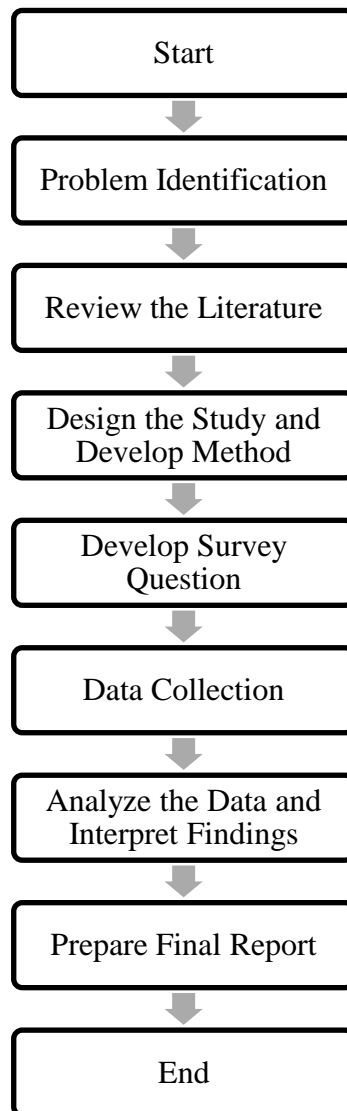 Start
Problem Identification
Review the Literature
Design the Study and
Develop Method
Develop Survey
Question
Data Collection
Analyze the Data and
Interpret Findings
Prepare Final Report
End